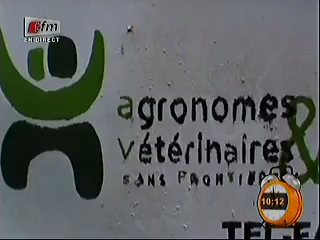 tfm
EN DIRECT
agronomes &
vétérinaires
SANS FRONTIÈRES
10:12